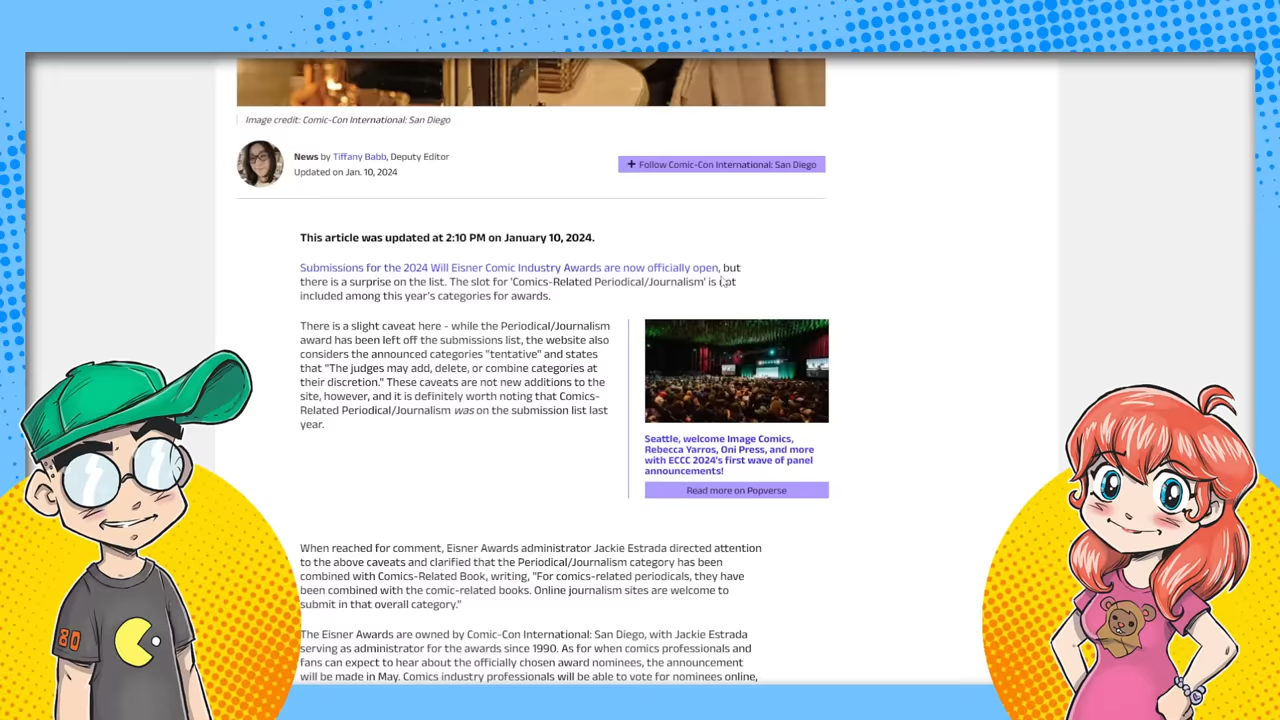 Image credit: Comic-Con International: San Diego
News by Tiffany Babb, Deputy Editor
Updated on Jan. 10, 2024
+ Follow Comic-Con International: San Diego
This article was updated at 2:10 PM on January 10, 2024.
Submissions for the 2024 Will Eisner Comic Industry Awards are now officially open, but
there is a surprise on the list. The slot for 'Comics-Related Periodical/Journalism' is not
included among this year's categories for awards.
There is a slight caveat here - while the Periodical/Journalism
award has been left off the submissions list, the website also
considers the announced categories "tentative" and states
that "The judges may add, delete, or combine categories at
their discretion." These caveats are not new additions to the
site, however, and it is definitely worth noting that Comics-
Related Periodical/Journalism was on the submission list last
year.
Seattle, welcome Image Comics,
Rebecca Yarros, Oni Press, and more
with ECCC 2024's first wave of panel
announcements!
Read more on Popverse
When reached for comment, Eisner Awards administrator Jackie Estrada directed attention
to the above caveats and clarified that the Periodical/Journalism category has been
combined with Comics-Related Book, writing, "For comics-related periodicals, they have
been combined with the comic-related books. Online journalism sites are welcome to
submit in that overall category."
The Eisner Awards are owned by Comic-Con International: San Diego, with Jackie Estrada
serving as administrator for the awards since 1990. As for when comics professionals and
fans can expect to hear about the officially chosen award nominees, the announcement
will be made in May. Comics industry professionals will be able to vote for nominees online,
80